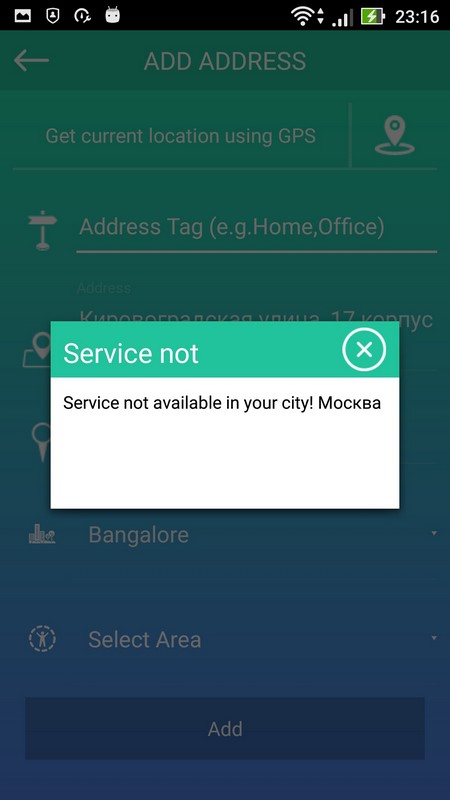 23:16
ADD ADDRESS
Get current location using GPS
Address Tag (e.g.Home,Office)
Address
Кировоградская улица, 17 корпус
Service not
Service not available in your city! Москва
Bangalore
Select Area
Add